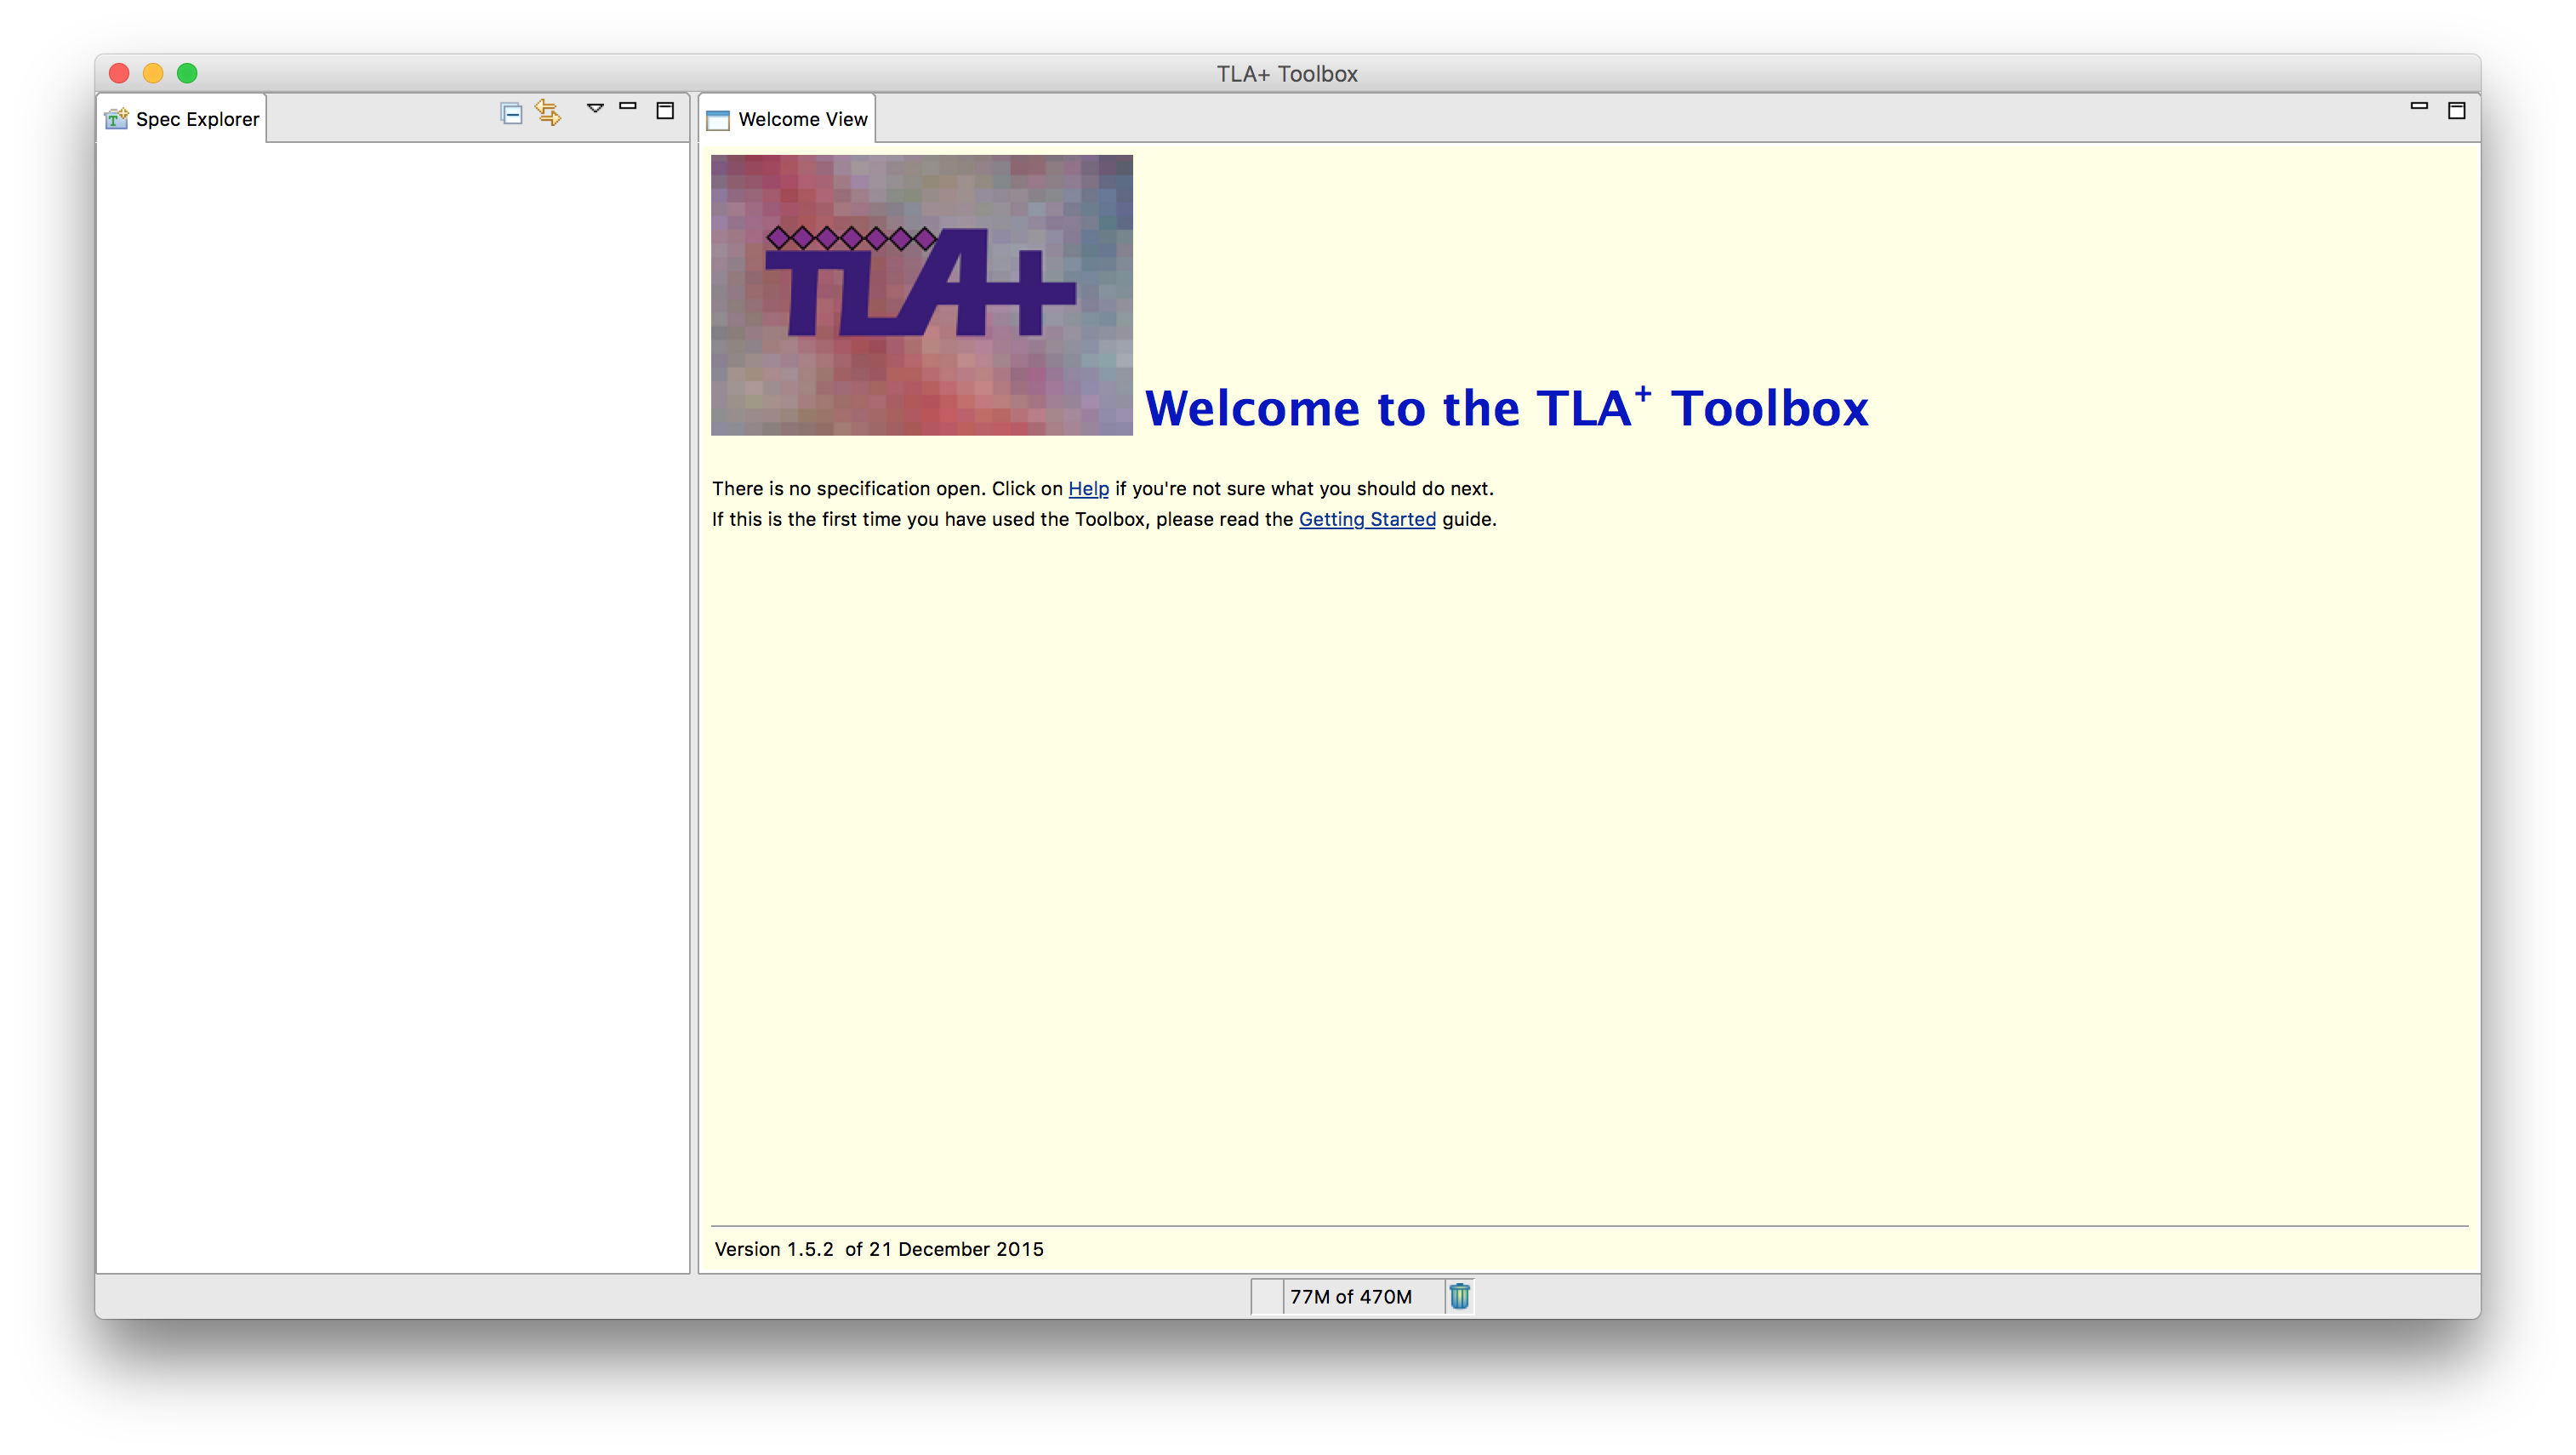 TLA+ Toolbox
Spec Explorer
Welcome View
TLA+
Welcome to the TLA+ Toolbox
There is no specification open. Click on Help if you're not sure what you should do next.
If this is the first time you have used the Toolbox, please read the Getting Started guide.
Version 1.5.2  of 21 December 2015
77M of 470M